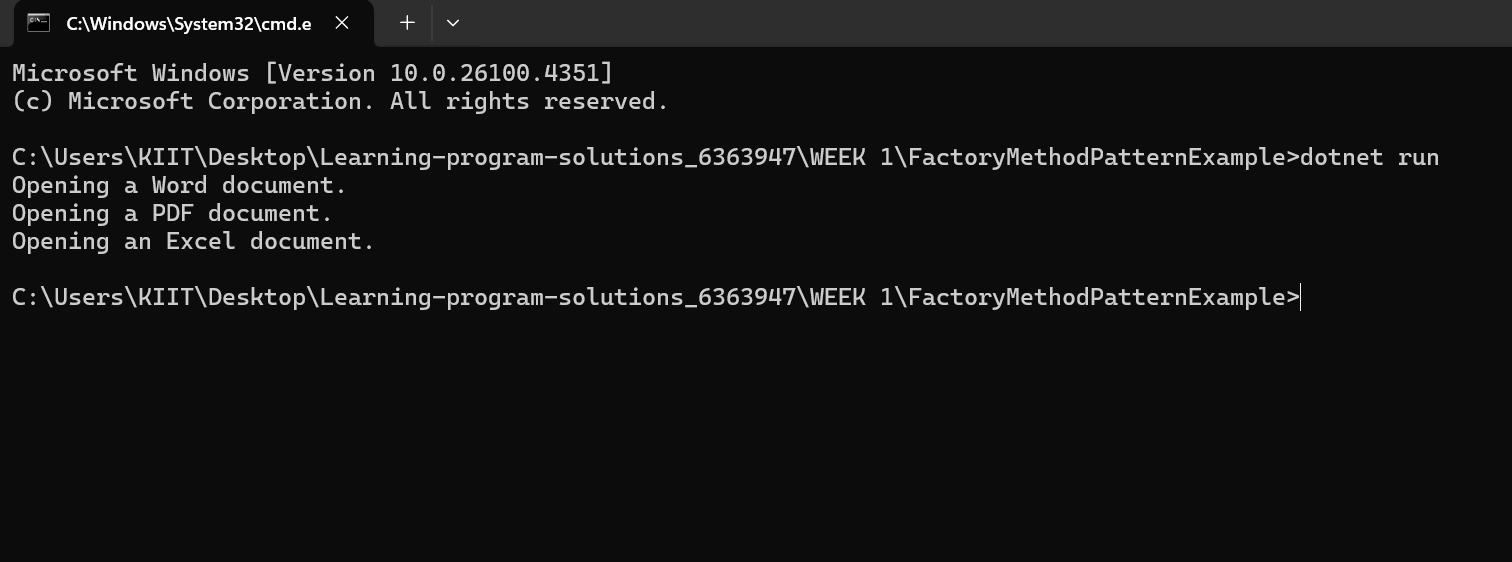 C:\Windows\System32\cmd.e
Microsoft Windows [Version 10.0.26100.4351]
(c) Microsoft Corporation. All rights reserved.
C:\Users\KIIT\Desktop\Learning-program-solutions_6363947\WEEK 1\FactoryMethodPatternExample>dotnet run
Opening a Word document.
Opening a PDF document.
Opening an Excel document.
C:\Users\KIIT\Desktop\Learning-program-solutions_6363947\WEEK 1\FactoryMethodPatternExample>